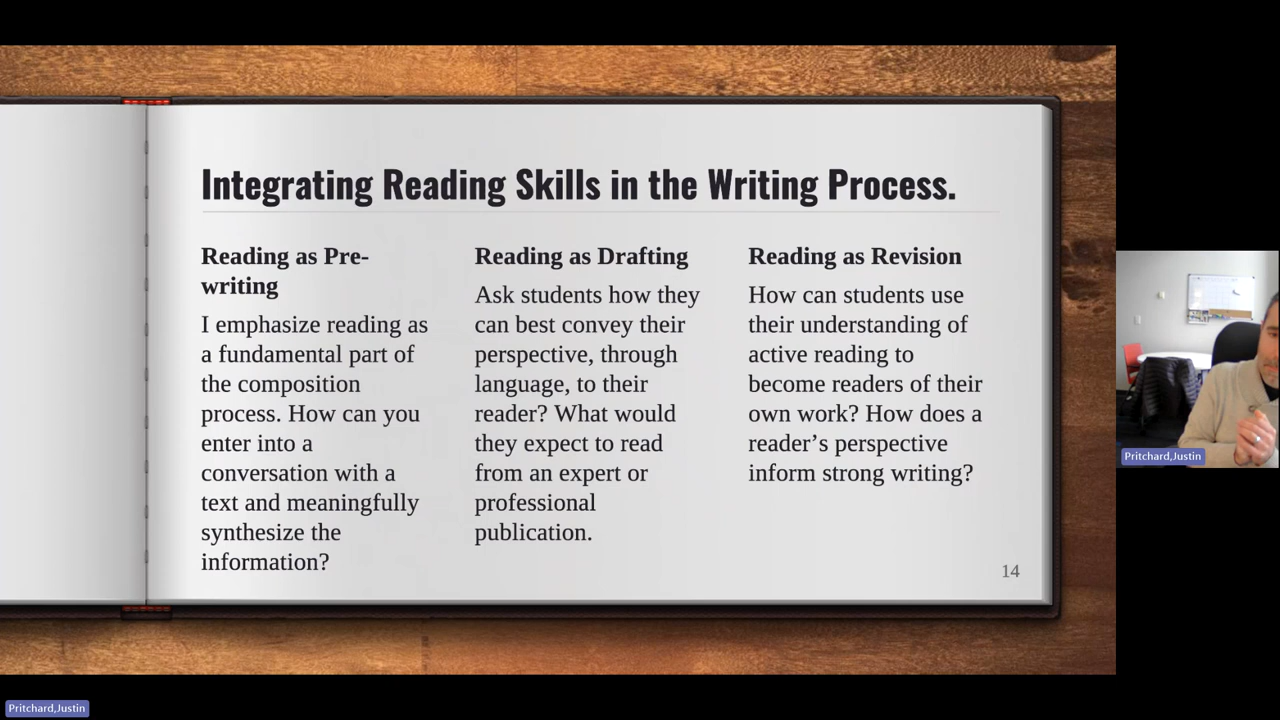 Integrating Reading Skills in the Writing Process.
Reading as Pre-
writing
I emphasize reading as
a fundamental part of
the composition
process. How can you
enter into a
conversation with a
text and meaningfully
synthesize the
information?
Reading as Drafting
Ask students how they
can best convey their
perspective, through
language, to their
reader? What would
they expect to read
from an expert or
professional
publication.
Reading as Revision
How can students use
their understanding of
active reading to
become readers of their
own work? How does a
reader’s perspective
inform strong writing?
14
Pritchard,Justin
Pritchard,Justin